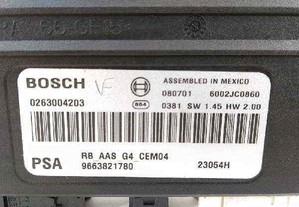 BOSCH
VF
ASSEMBLED IN MEXICO
080701 6002JC0860
0263004203
884
0381 SW 1.45 HW 2.00
PSA
RB AAS G4 CEM04
9663821780
23054H